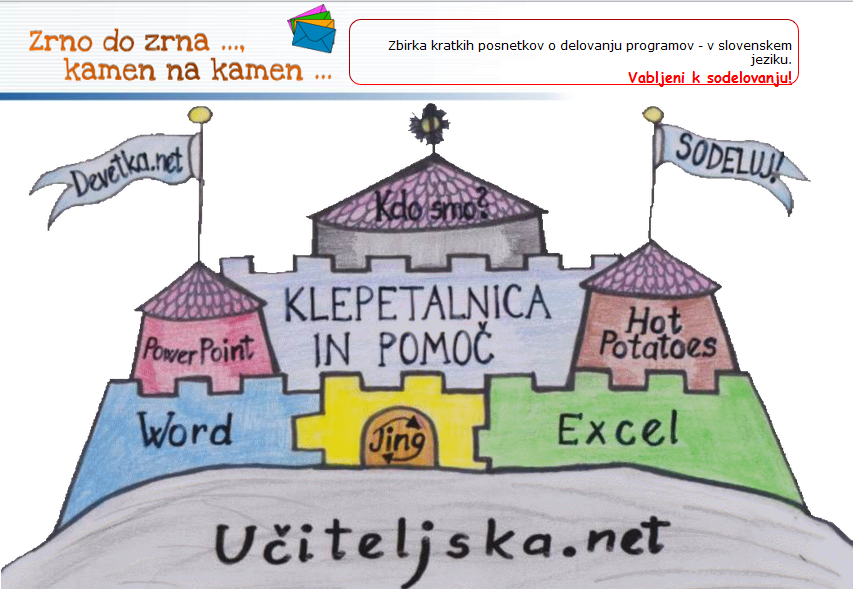 Zrno do zrna ...,
kamen na kamen ...
Zbirka kratkih posnetkov o delovanju programov - v slovenskem
jeziku.
Vabljeni k sodelovanju!
Devetka.net
SODELUJ!
Kdo smo?
KLEPETALNICA
IN POMOČ
PowerPoint
Hot
Potatoes
Word
Jing
Excel
Učiteljska.net